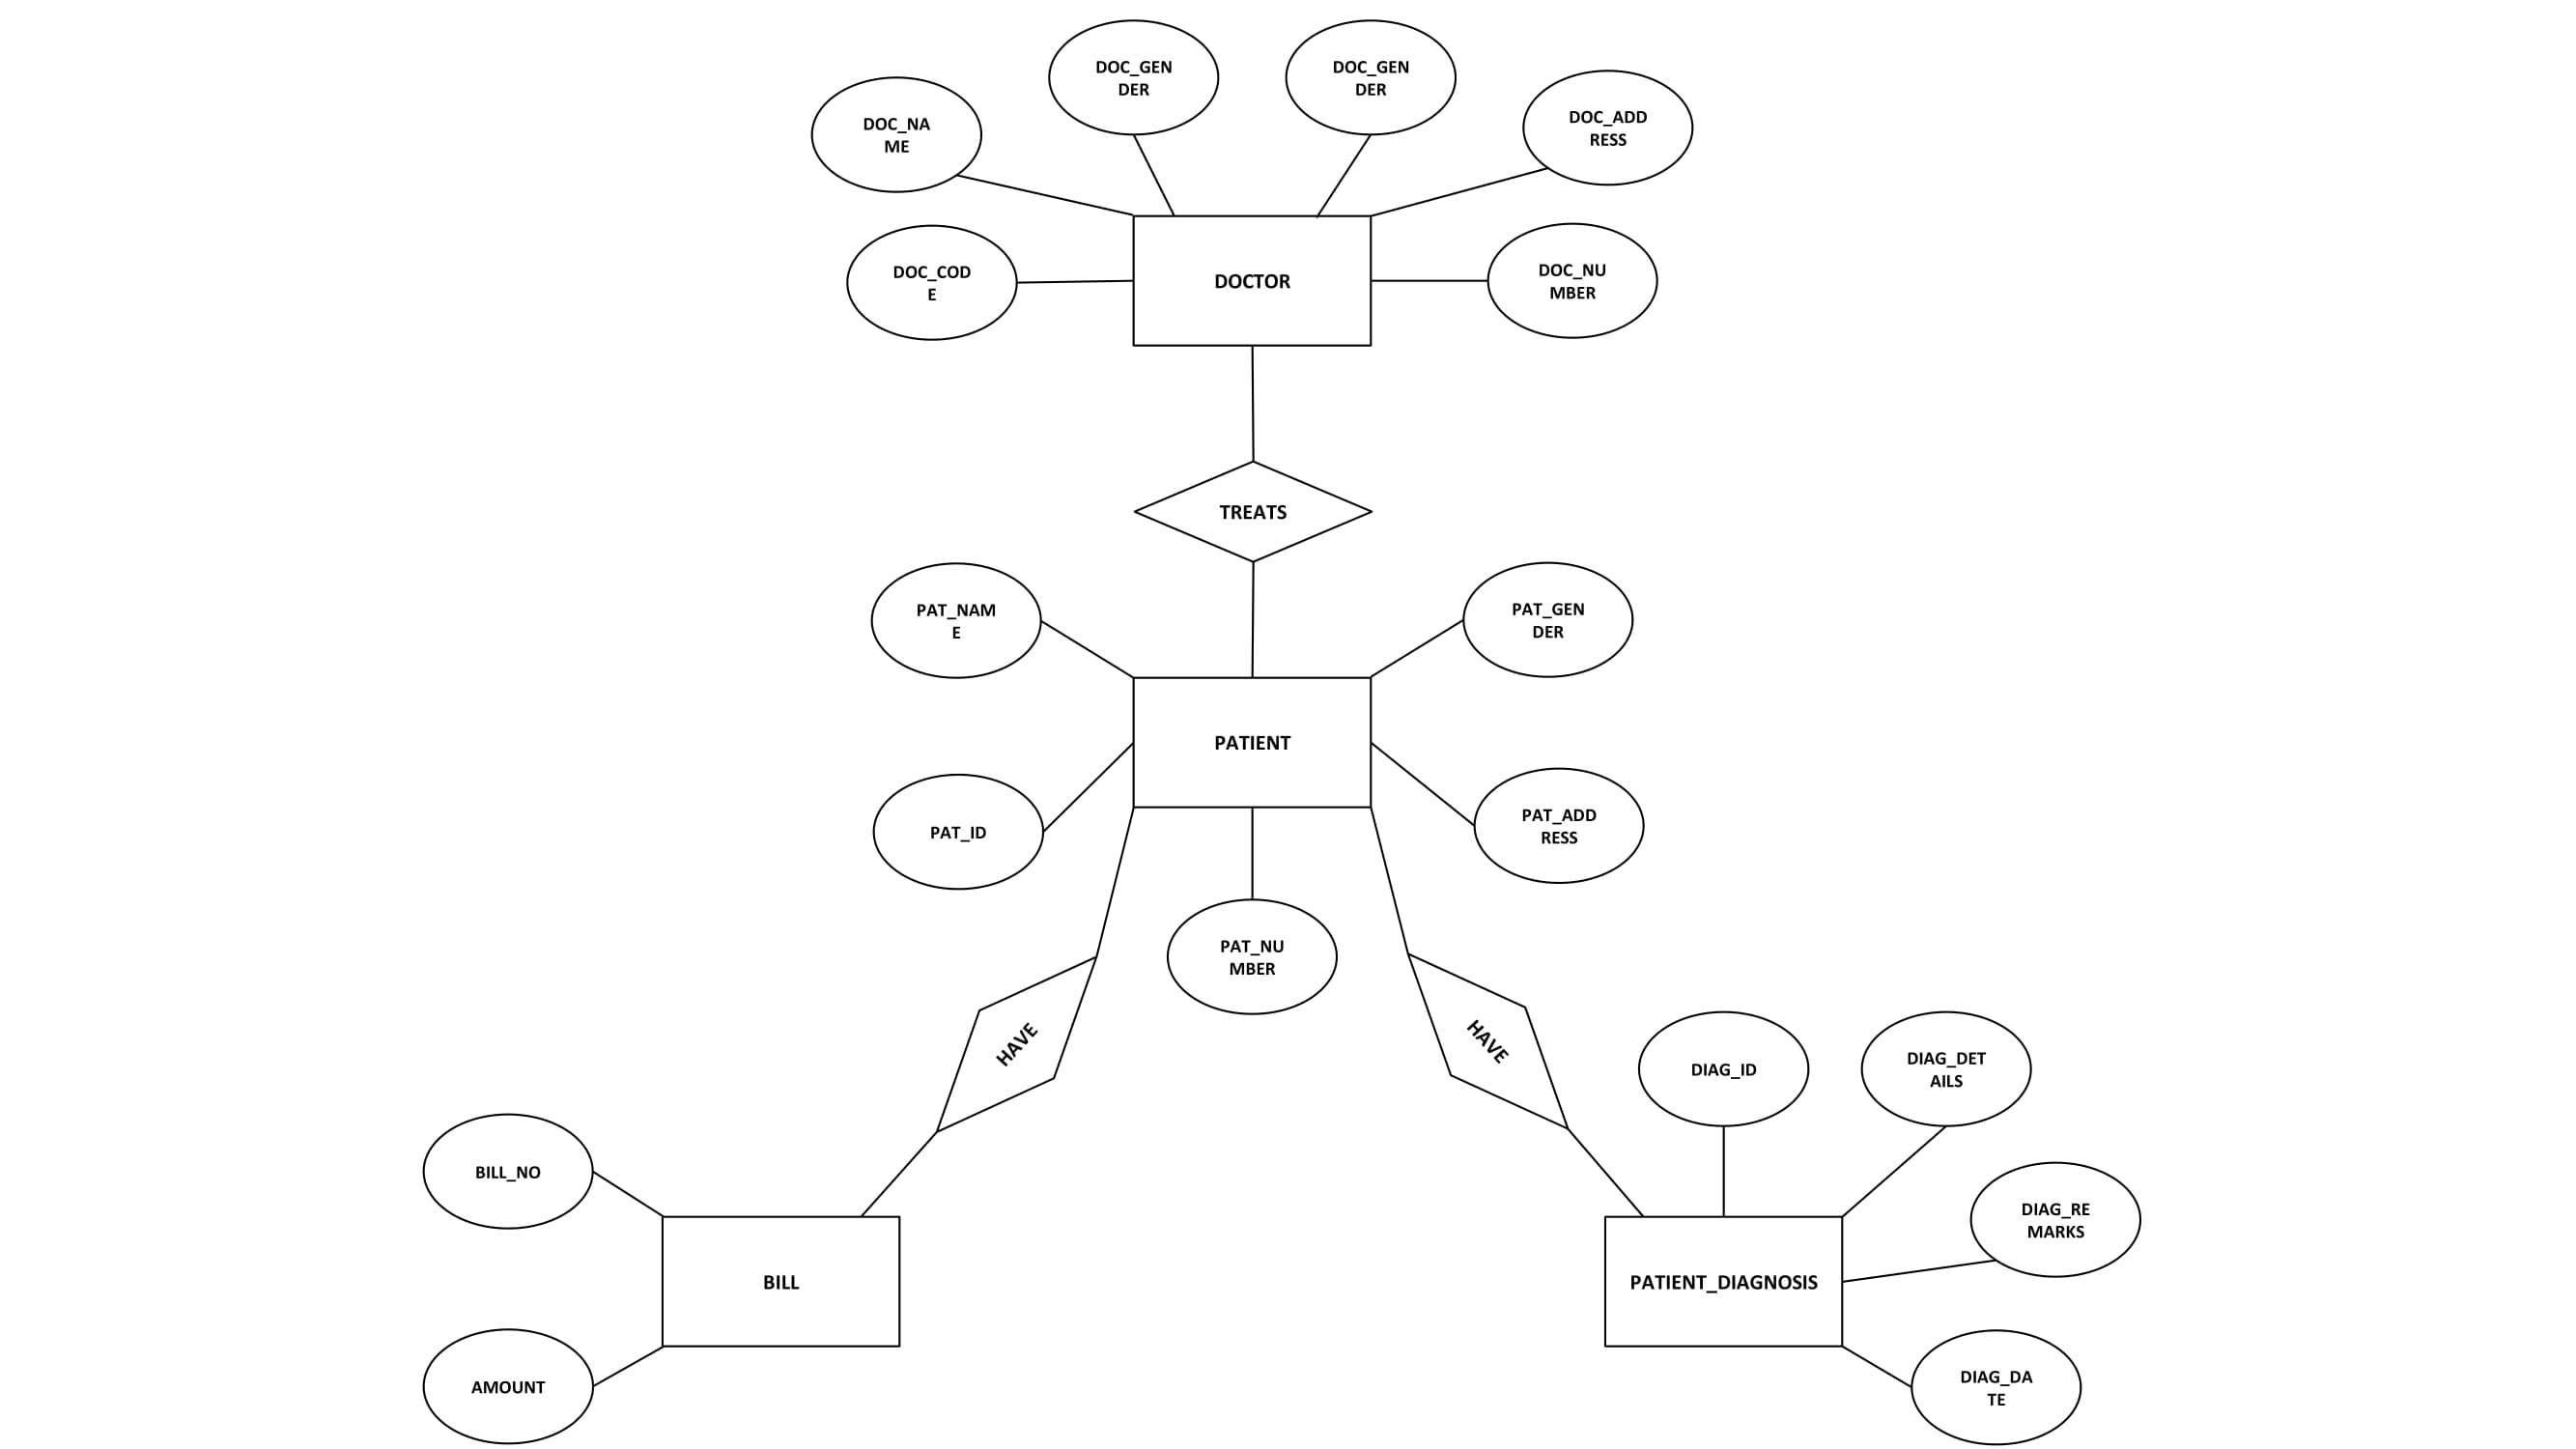 DOC_GEN
DER
DOC_GEN
DER
DOC_NA
ME
DOC_ADD
RESS
DOC_COD
E
DOCTOR
DOC_NU
MBER
TREATS
PAT_NAM
E
PAT_GEN
DER
PATIENT
PAT_ID
PAT_ADD
RESS
PAT_NU
MBER
HAVE
HAVE
DIAG_ID
DIAG_DET
AILS
BILL_NO
DIAG_RE
MARKS
BILL
PATIENT_DIAGNOSIS
AMOUNT
DIAG_DA
TE